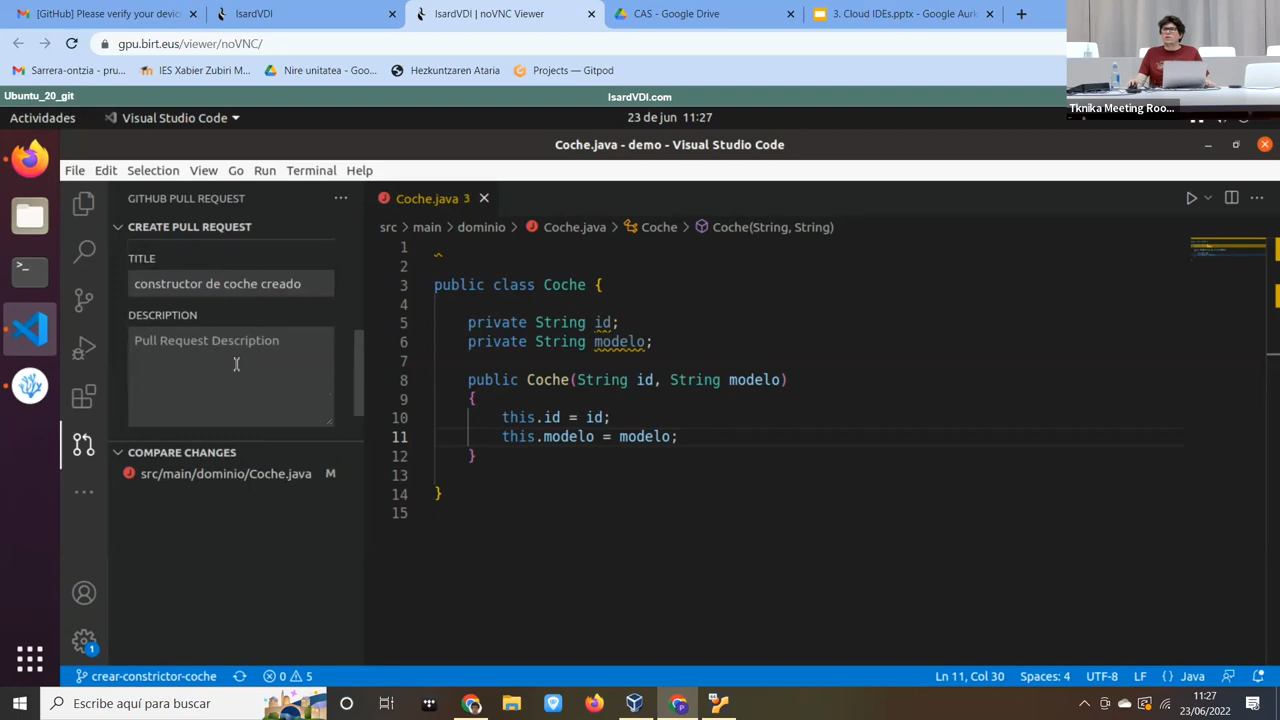 [GitHub] Please verify your devic
IsardVDI
IsardVDI | noVNC Viewer
CAS - Google Drive
3. Cloud IDEs.pptx - Google Aurk
gpu.birt.eus/viewer/noVNC/
Sarrera-ontzia - pru...
IES Xabier Zubiri M...
Nire unitatea - Goo...
Hezkuntzaren Ataria
Projects — Gitpod
Ubuntu_20_git
IsardVDI.com
Tknika Meeting Roo...
Actividades
Visual Studio Code
23 de jun 11:27
Coche.java - demo - Visual Studio Code
File Edit Selection View Go Run Terminal Help
GITHUB PULL REQUEST
CREATE PULL REQUEST
TITLE
constructor de coche creado
DESCRIPTION
Pull Request Description
COMPARE CHANGES
src/main/dominio/Coche.java M
Coche.java 3
src > main > dominio > Coche.java > Coche > Coche(String, String)
1
2
3 public class Coche {
4
5 private String id;
6 private String modelo;
7
8 public Coche(String id, String modelo)
9 {
10 this.id = id;
11 this.modelo = modelo;
12 }
13
14 }
15
1
crear-constrictor-coche
0 5
Ln 11, Col 30 Spaces: 4 UTF-8 LF {} Java
Escribe aquí para buscar
11:27
23/06/2022